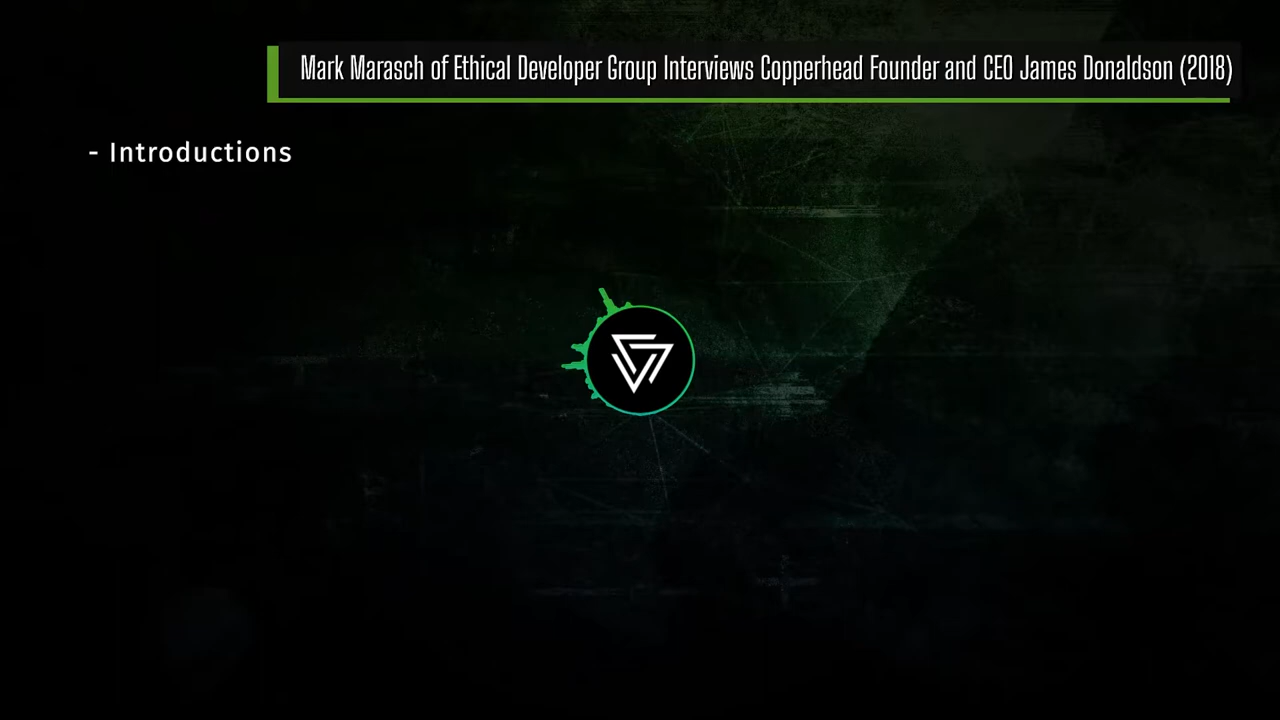 Mark Marasch of Ethical Developer Group Interviews Copperhead Founder and CEO James Donaldson (2018)
- Introductions